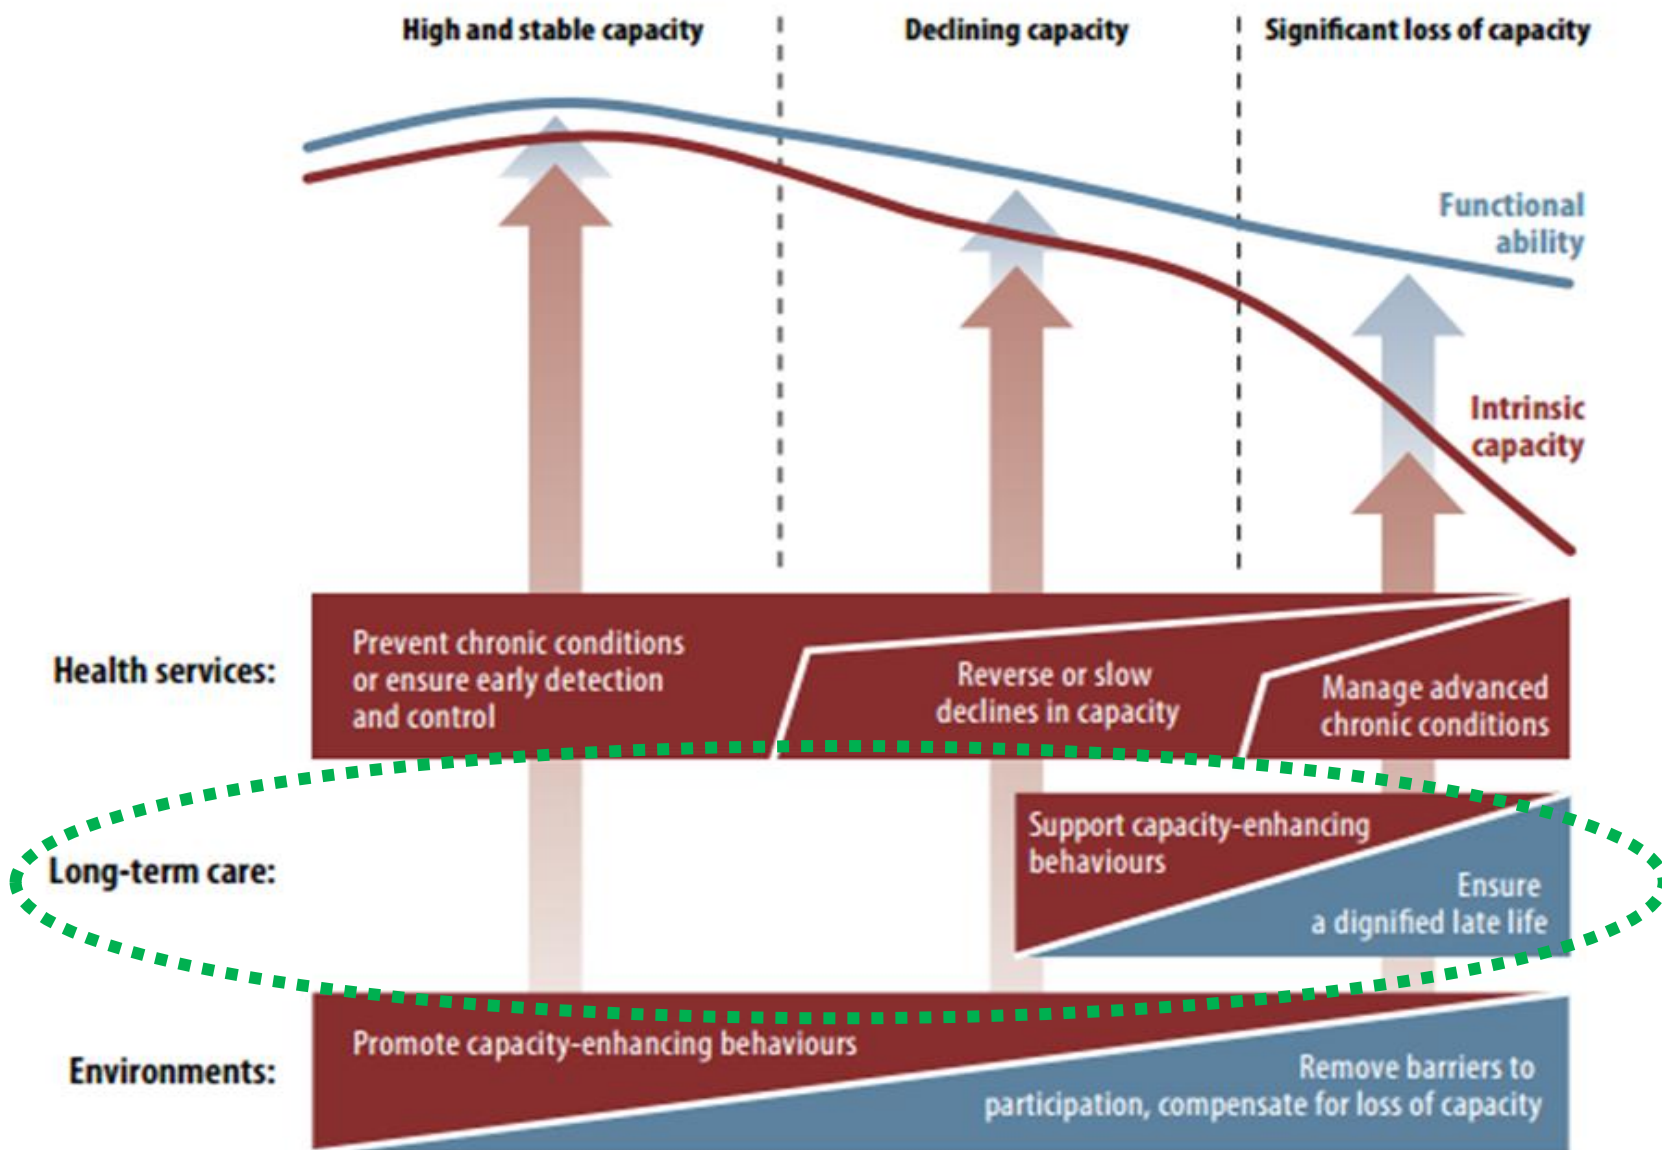 High and stable capacity
Declining capacity
Significant loss of capacity
Functional
ability
Intrinsic
capacity
Health services:
Prevent chronic conditions
or ensure early detection
and control
Reverse or slow
declines in capacity
Manage advanced
chronic conditions
Long-term care:
Support capacity-enhancing
behaviours
Ensure
a dignified late life
Environments:
Promote capacity-enhancing behaviours
Remove barriers to
participation, compensate for loss of capacity